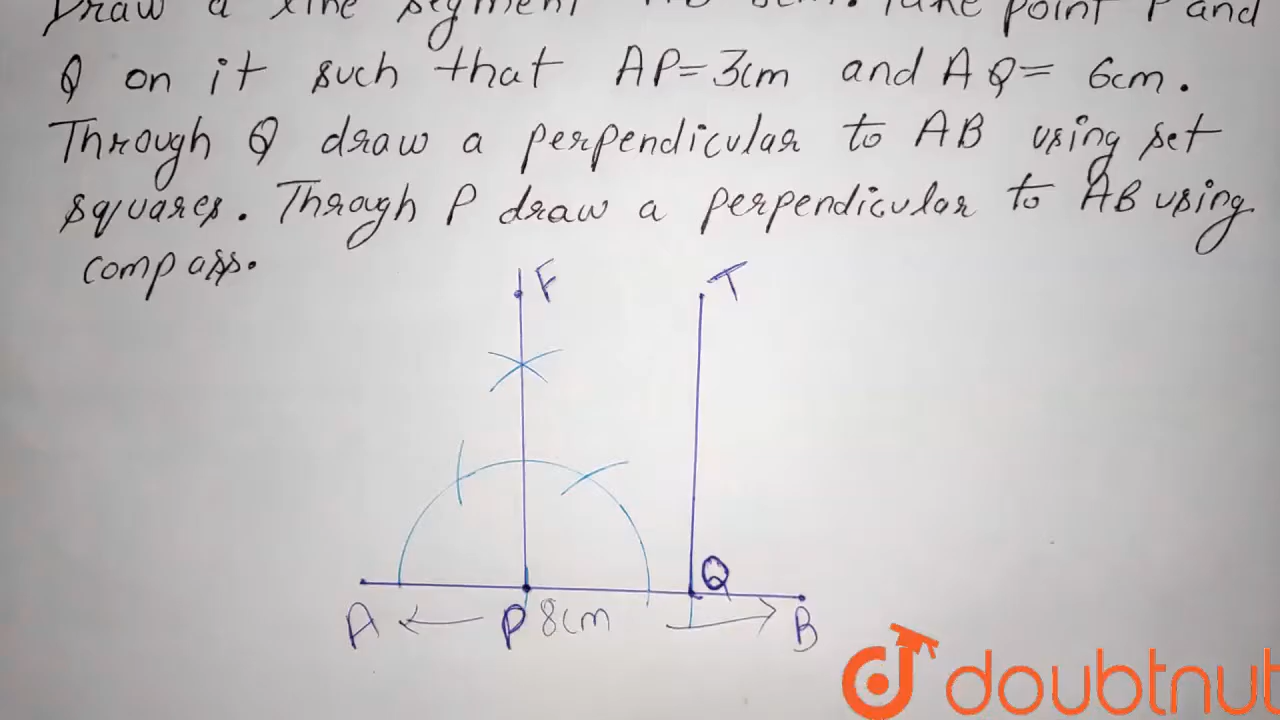 Draw a line segment AB 8cm. Take point P and
Q on it such that AP=3cm and AQ= 6cm.
Through Q draw a perpendicular to AB using set
squares. Through P draw a perpendicular to AB using
compass.
F
T
Q
A
P
8cm
B
doubtnut